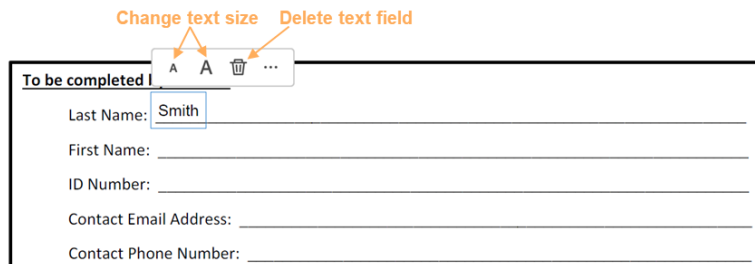 Change text size Delete text field
A A ...
To be completed
Last Name: Smith
First Name:
ID Number:
Contact Email Address:
Contact Phone Number: